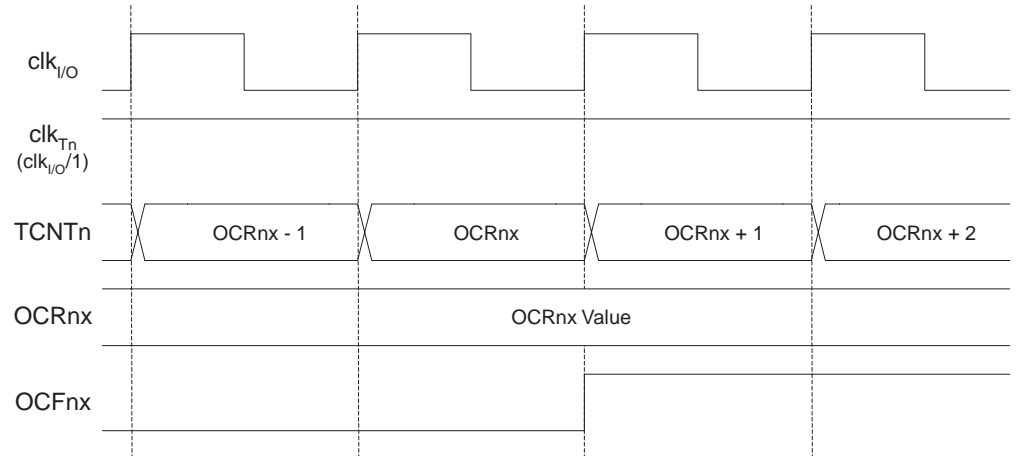 clkI/O
clkTn
(clkI/O/1)
TCNTn OCRnx - 1 OCRnx OCRnx + 1 OCRnx + 2
OCRnx OCRnx Value
OCFnx